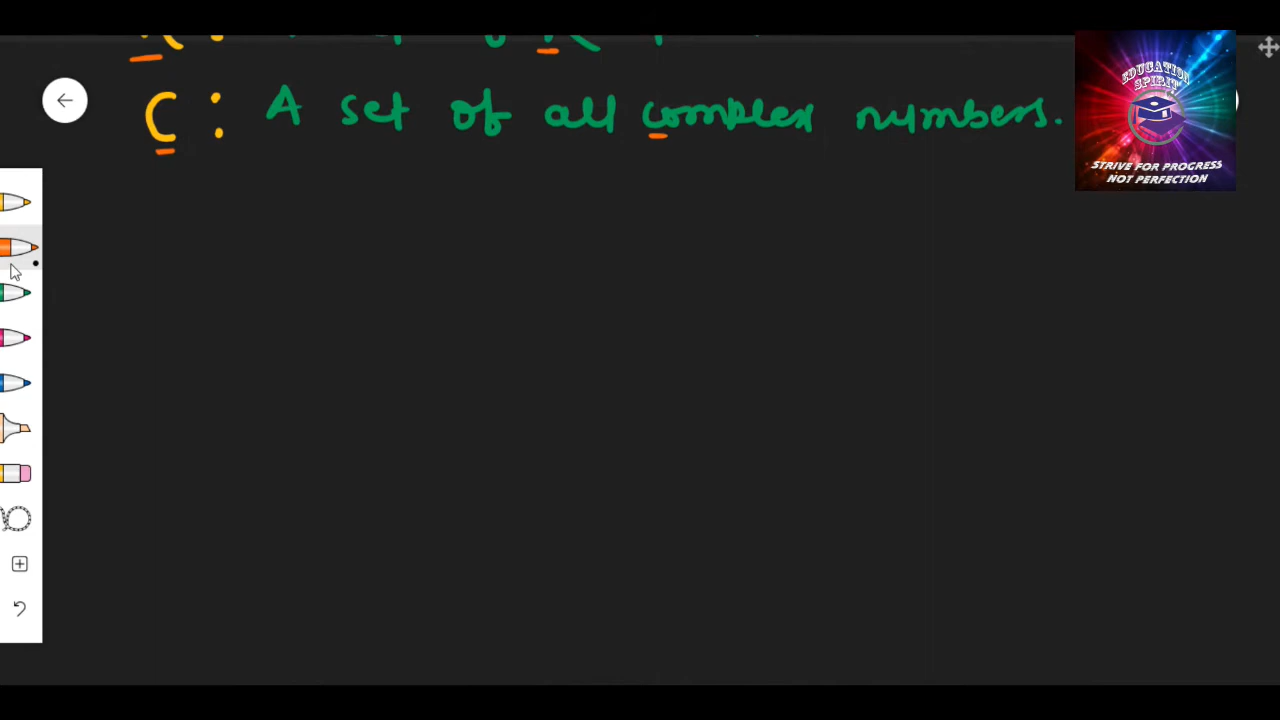 C : A set of all complex numbers.
EDUCATION
SPIRIT
STRIVE FOR PROGRESS
NOT PERFECTION